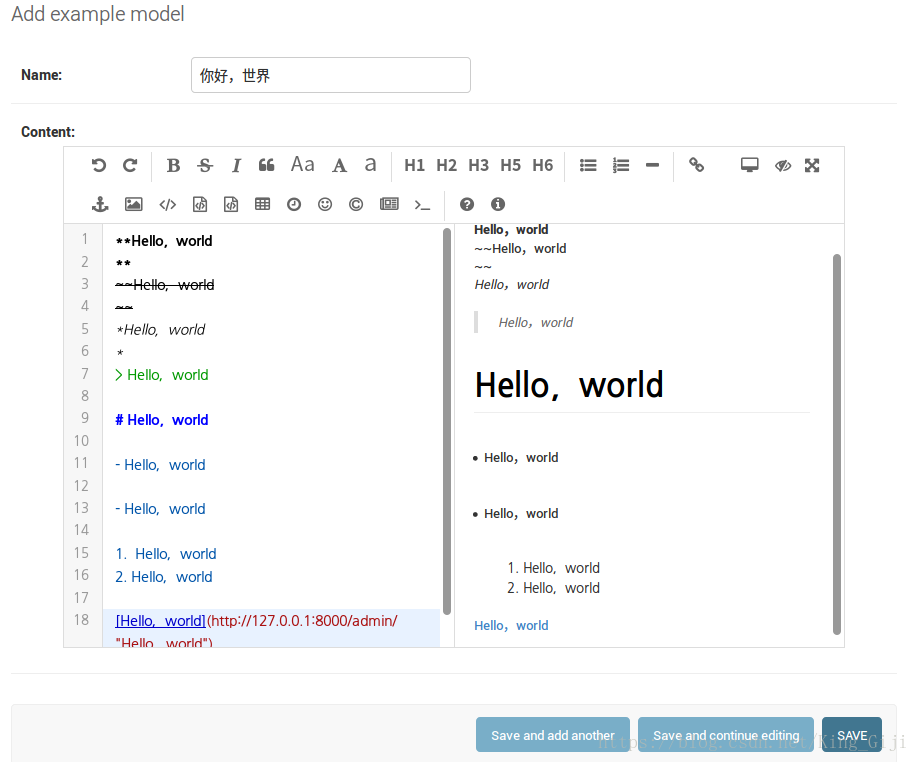 Add example model
Name:
你好，世界
Content:
B S I Aa A a H1 H2 H3 H5 H6
1 **Hello，world
2 **
3 ~~Hello，world
4 ~~
5 *Hello，world
6 *
7 > Hello，world
8
9 # Hello，world
10
11 - Hello，world
12
13 - Hello，world
14
15 1. Hello，world
16 2. Hello，world
17
18 [Hello，world](http://127.0.0.1:8000/admin/
"Hello，world")
Hello，world
~~Hello，world
~~
Hello，world
Hello，world
Hello，world
• Hello，world
• Hello，world
1. Hello，world
2. Hello，world
Hello，world
Save and add another
Save and continue editing
SAVE
https://blog.csdn.net/King_Giji